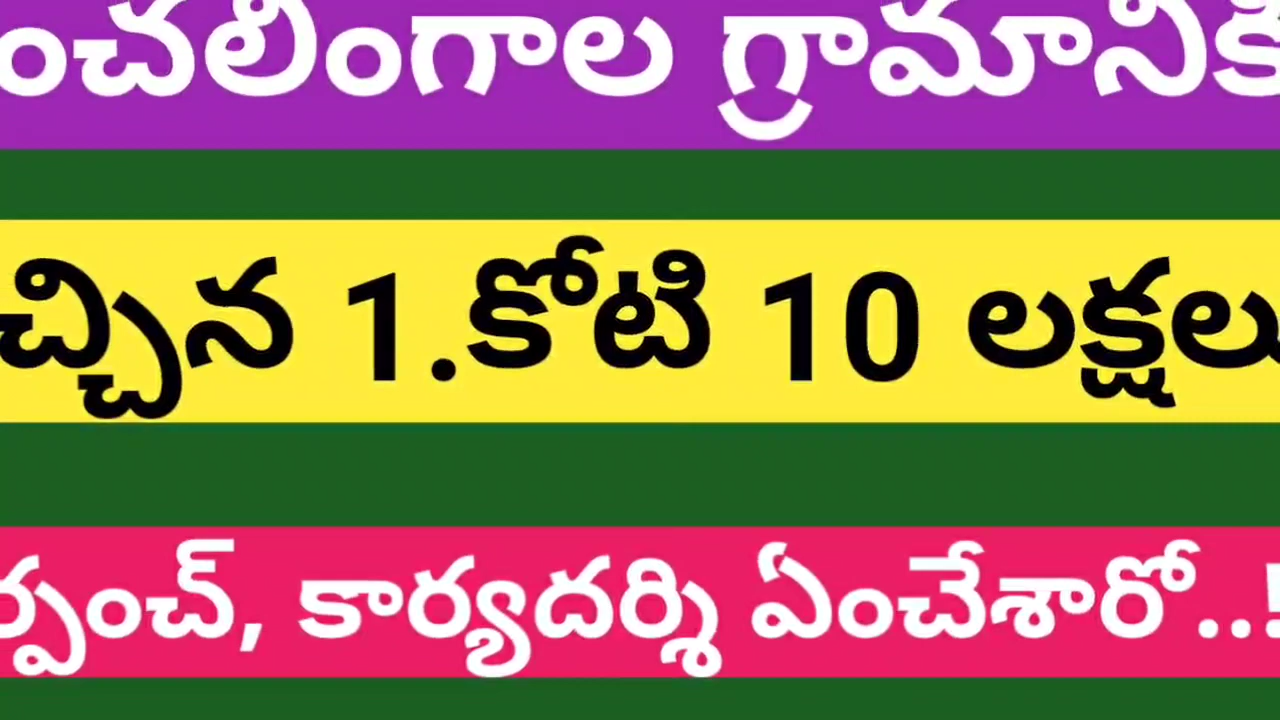 ంచలింగాల గ్రామానికి
చ్చిన 1.కోటి 10 లక్షలు
ర్పంచ్, కార్యదర్శి ఏంచేశారో..!